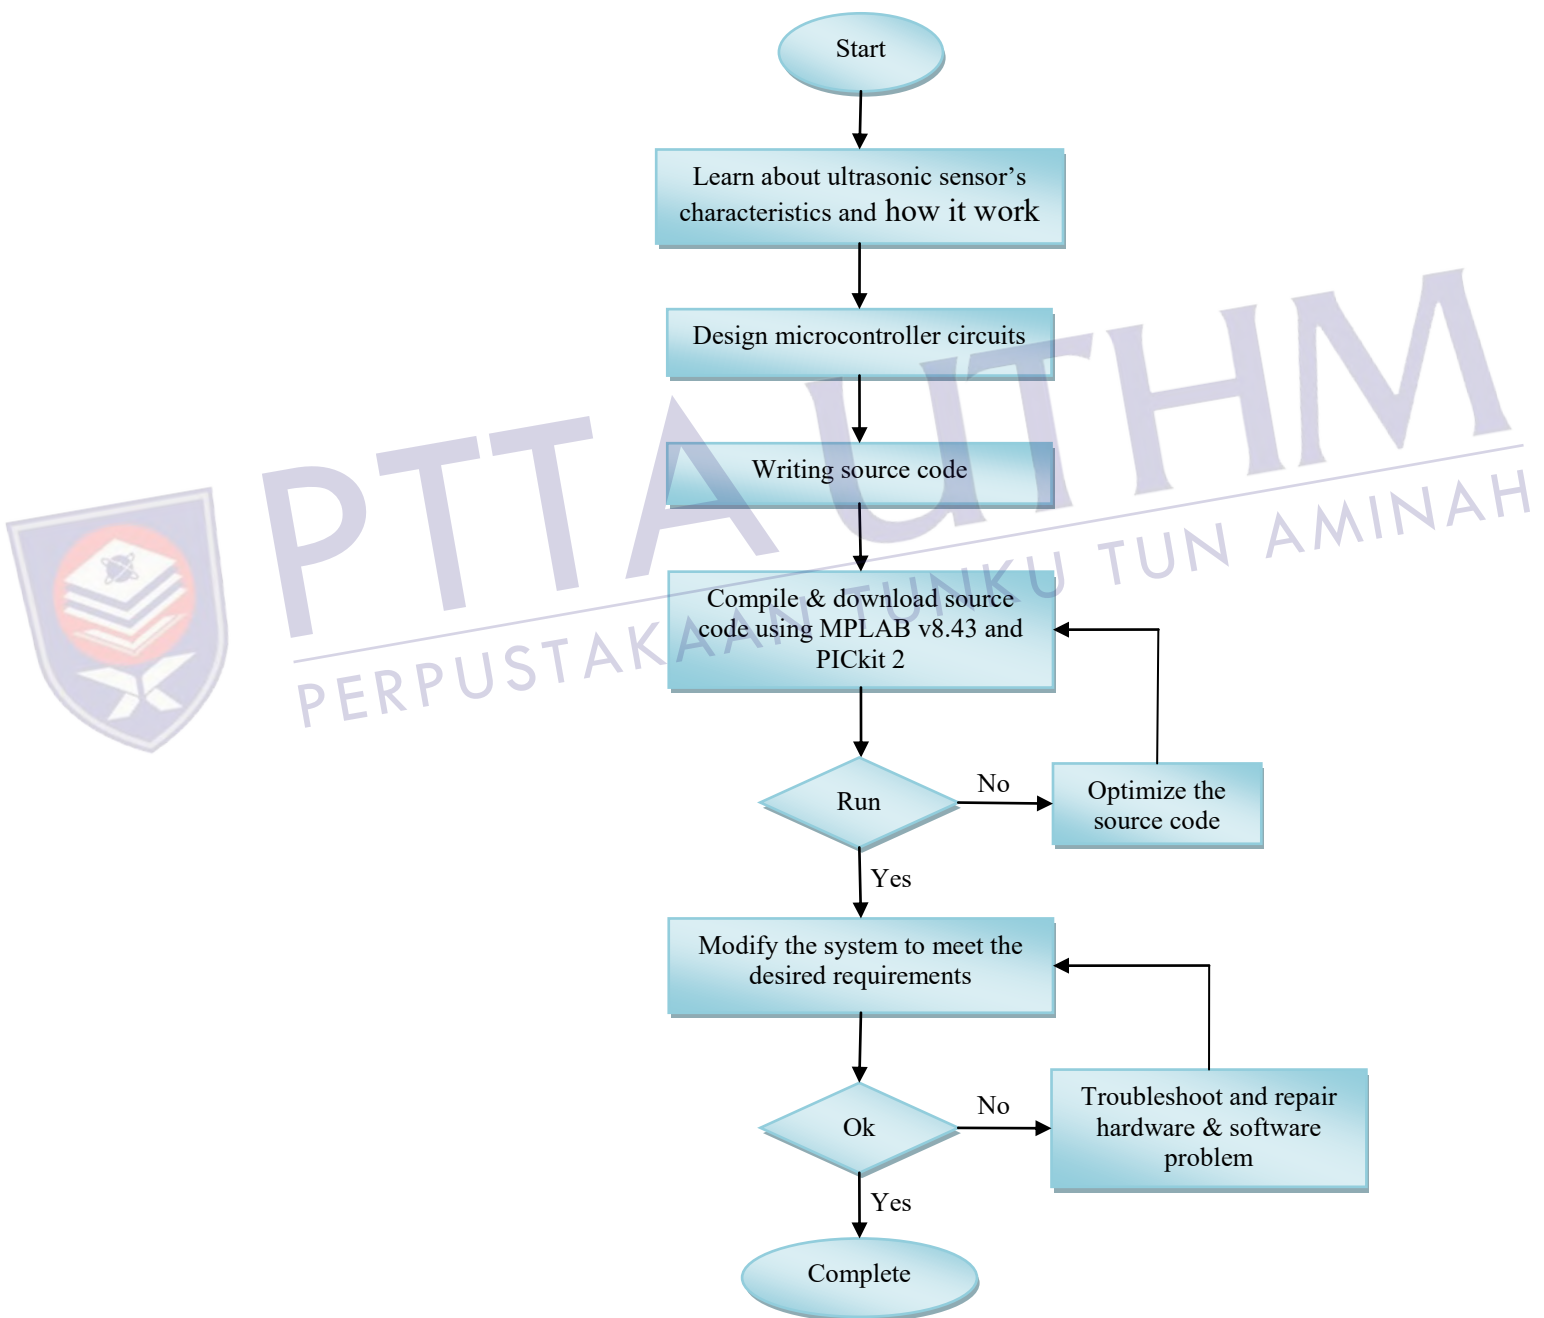 Start
Learn about ultrasonic sensor’s
characteristics and how it work
Design microcontroller circuits
PTTA UTHM
PERPUSTAKAAN TUNKU TUN AMINAH
Writing source code
Compile & download source
code using MPLAB v8.43 and
PICkit 2
Run
No
Optimize the
source code
Yes
Modify the system to meet the
desired requirements
Ok
No
Troubleshoot and repair
hardware & software
problem
Yes
Complete